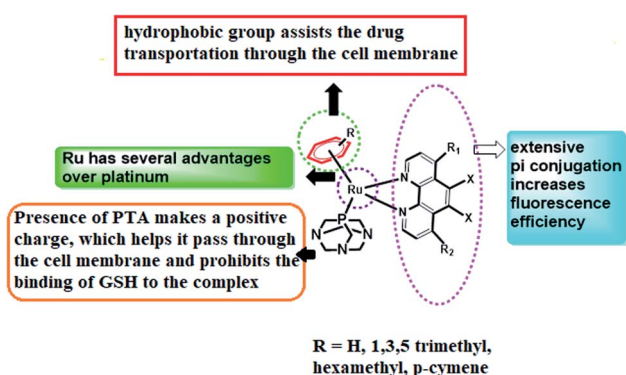 hydrophobic group assists the drug
transportation through the cell membrane
Ru has several advantages
over platinum
Presence of PTA makes a positive
charge, which helps it pass through
the cell membrane and prohibits the
binding of GSH to the complex
R
Ru
P
N
N
N
N
N
R1
X
X
R2
extensive
pi conjugation
increases
fluorescence
efficiency
R = H, 1,3,5 trimethyl,
hexamethyl, p-cymene